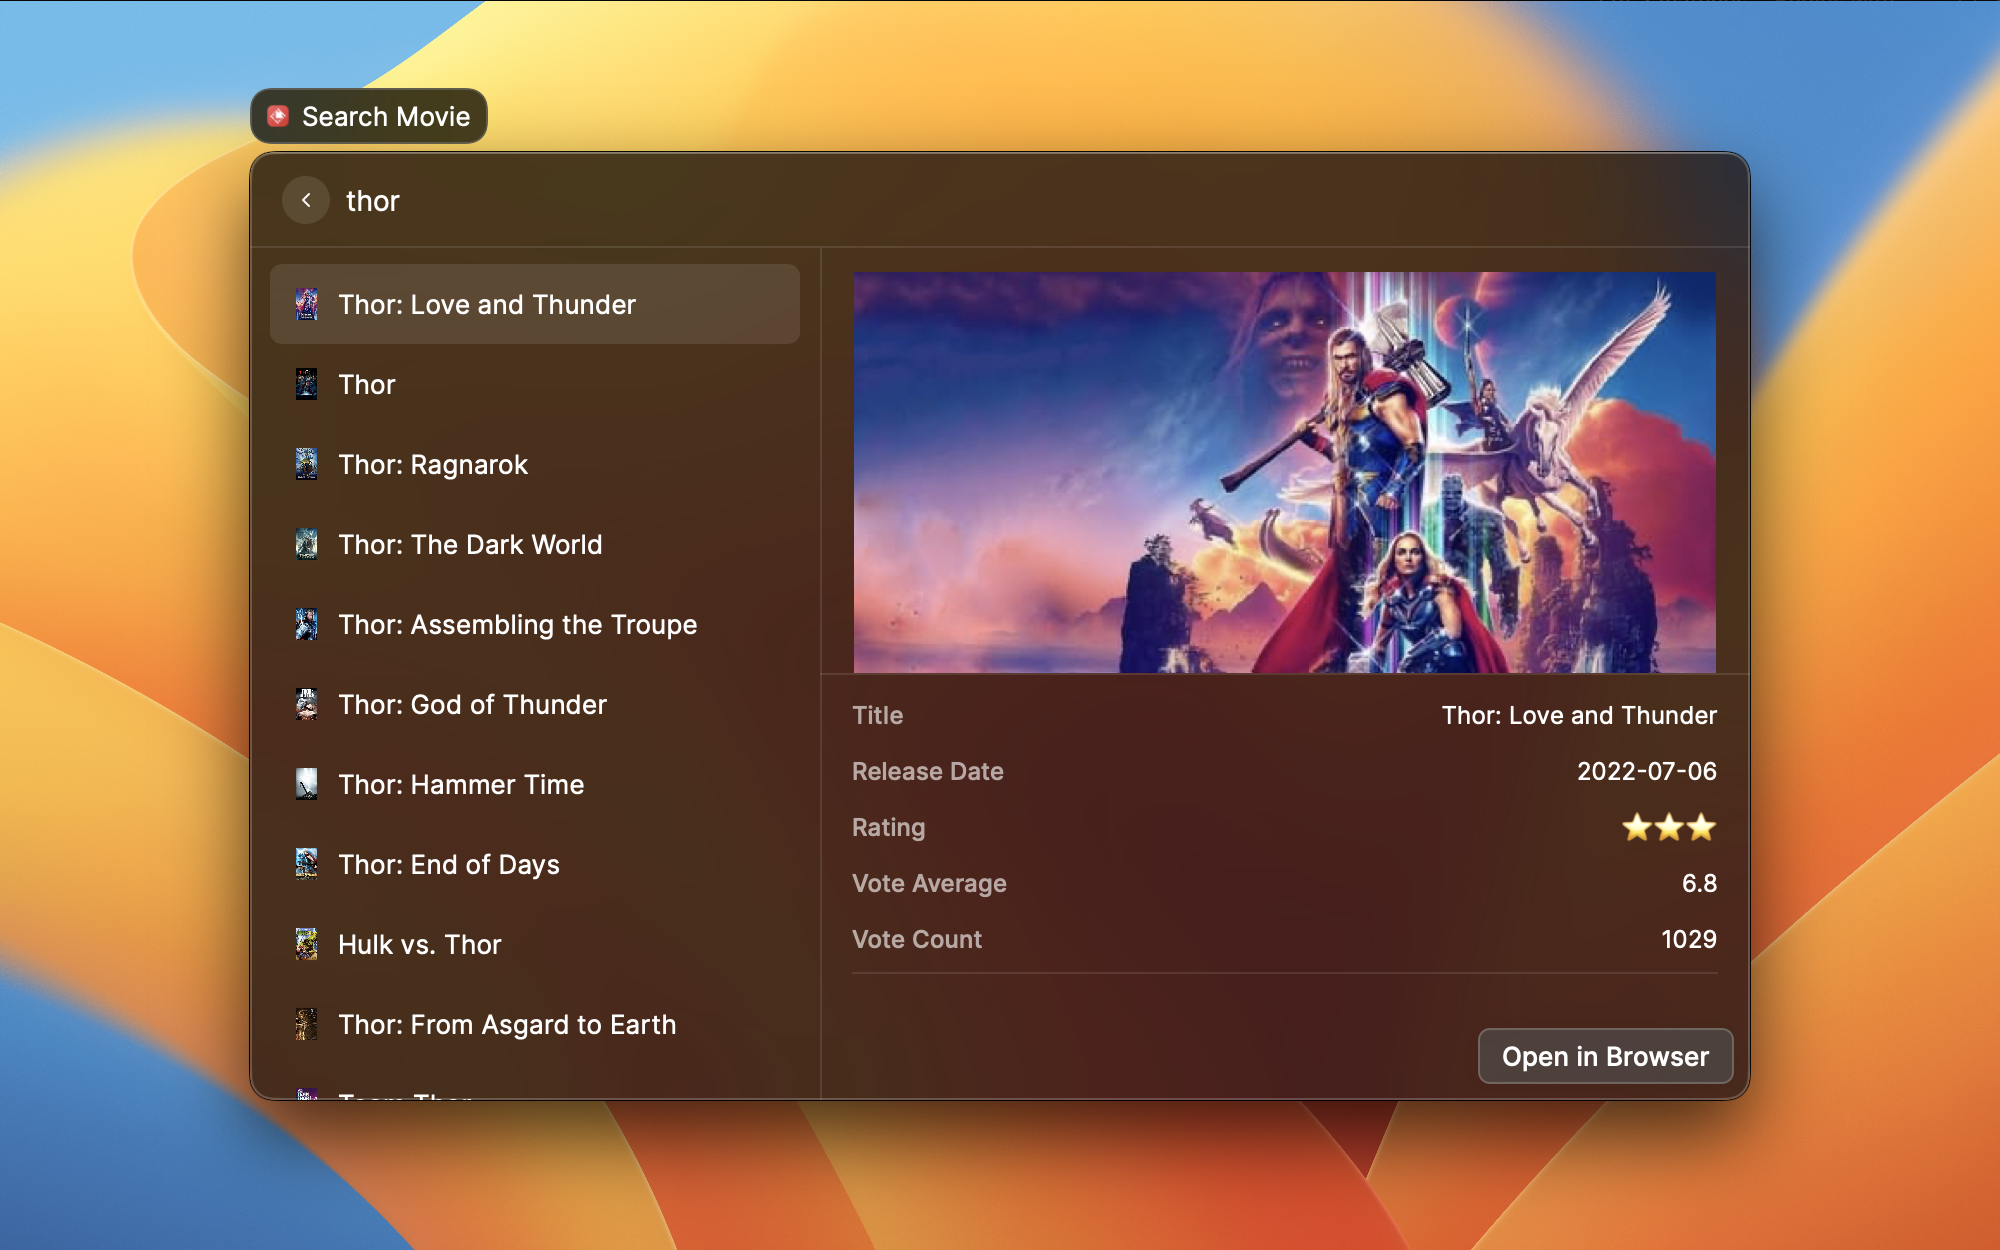 Search Movie
thor
Thor: Love and Thunder
Thor
Thor: Ragnarok
Thor: The Dark World
Thor: Assembling the Troupe
Thor: God of Thunder
Thor: Hammer Time
Thor: End of Days
Hulk vs. Thor
Thor: From Asgard to Earth
Team Thor
Title Thor: Love and Thunder
Release Date 2022-07-06
Rating ⭐⭐⭐
Vote Average 6.8
Vote Count 1029
Open in Browser